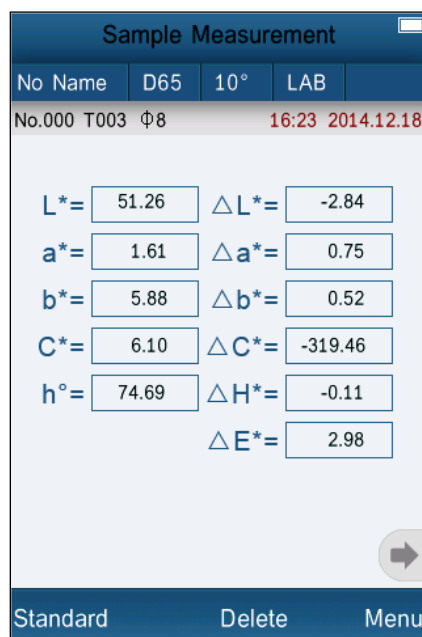 Sample Measurement
No Name D65 10° LAB
No.000 T003 Φ8 16:23 2014.12.18
L*= 51.26 △L*= -2.84
a*= 1.61 △a*= 0.75
b*= 5.88 △b*= 0.52
C*= 6.10 △C*= -319.46
h°= 74.69 △H*= -0.11
△E*= 2.98
Standard Delete Menu